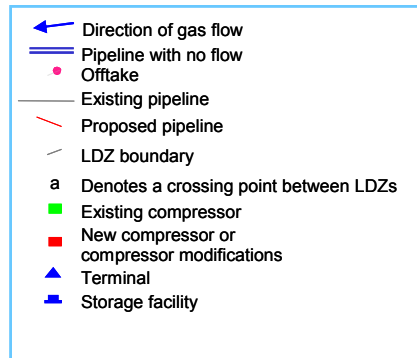 Direction of gas flow
Pipeline with no flow
Offtake
Existing pipeline
Proposed pipeline
LDZ boundary
a Denotes a crossing point between LDZs
Existing compressor
New compressor or
compressor modifications
Terminal
Storage facility